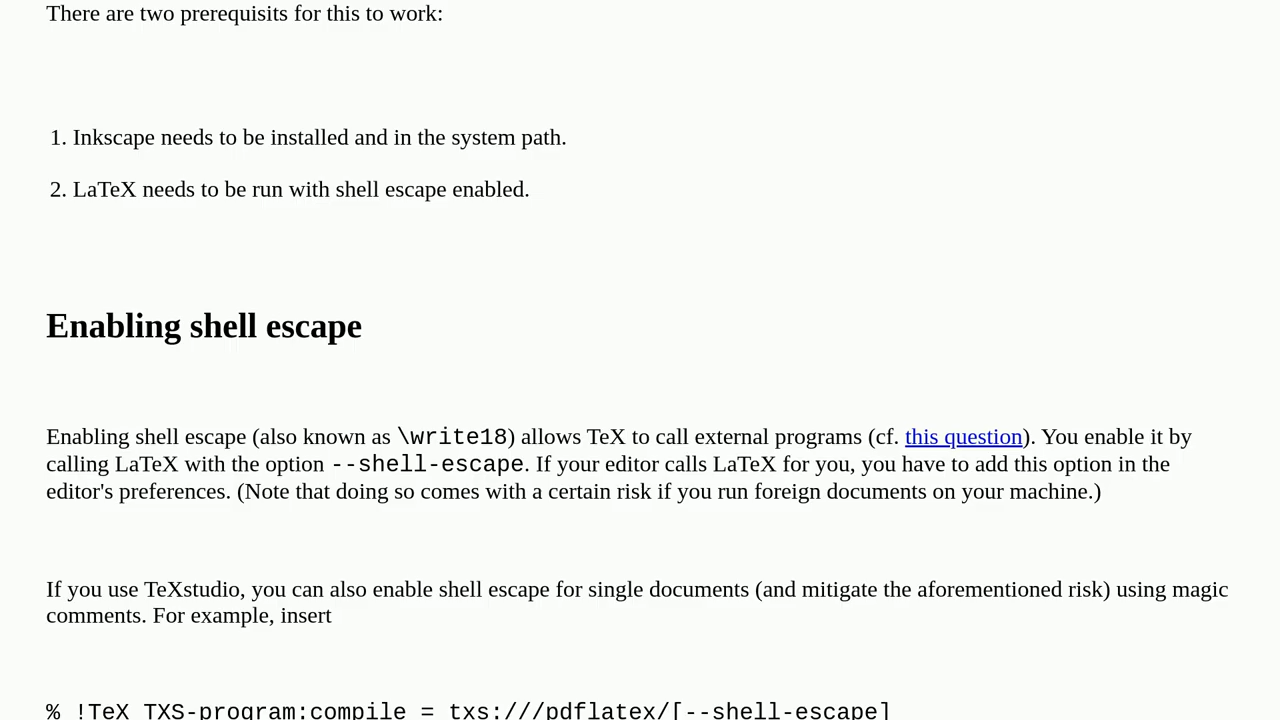 There are two prerequisits for this to work:
1. Inkscape needs to be installed and in the system path.
2. LaTeX needs to be run with shell escape enabled.
Enabling shell escape
Enabling shell escape (also known as \write18) allows TeX to call external programs (cf. this question). You enable it by
calling LaTeX with the option --shell-escape. If your editor calls LaTeX for you, you have to add this option in the
editor's preferences. (Note that doing so comes with a certain risk if you run foreign documents on your machine.)
If you use TeXstudio, you can also enable shell escape for single documents (and mitigate the aforementioned risk) using magic
comments. For example, insert
% !TeX TXS-program:compile = txs:///pdflatex/[--shell-escape]